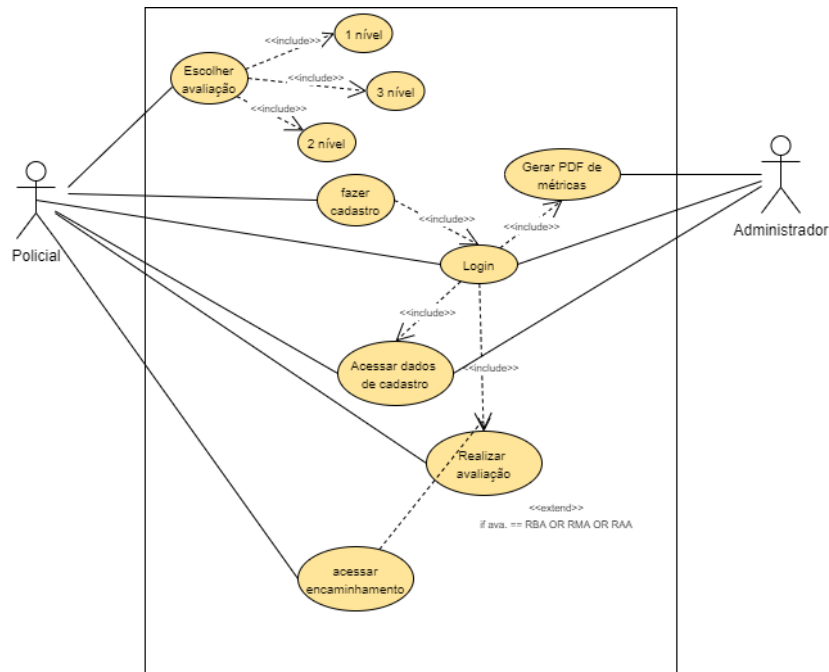 <<include>>
1 nível
Escolher
avaliação
<<include>>
3 nível
<<include>>
2 nível
Gerar PDF de
métricas
fazer
cadastro
<<include>>
<<include>>
Policial
Administrador
Login
<<include>>
Acessar dados
de cadastro
<<include>>
Realizar
avaliação
<<extend>>
if ava. == RBA OR RMA OR RAA
acessar
encaminhamento